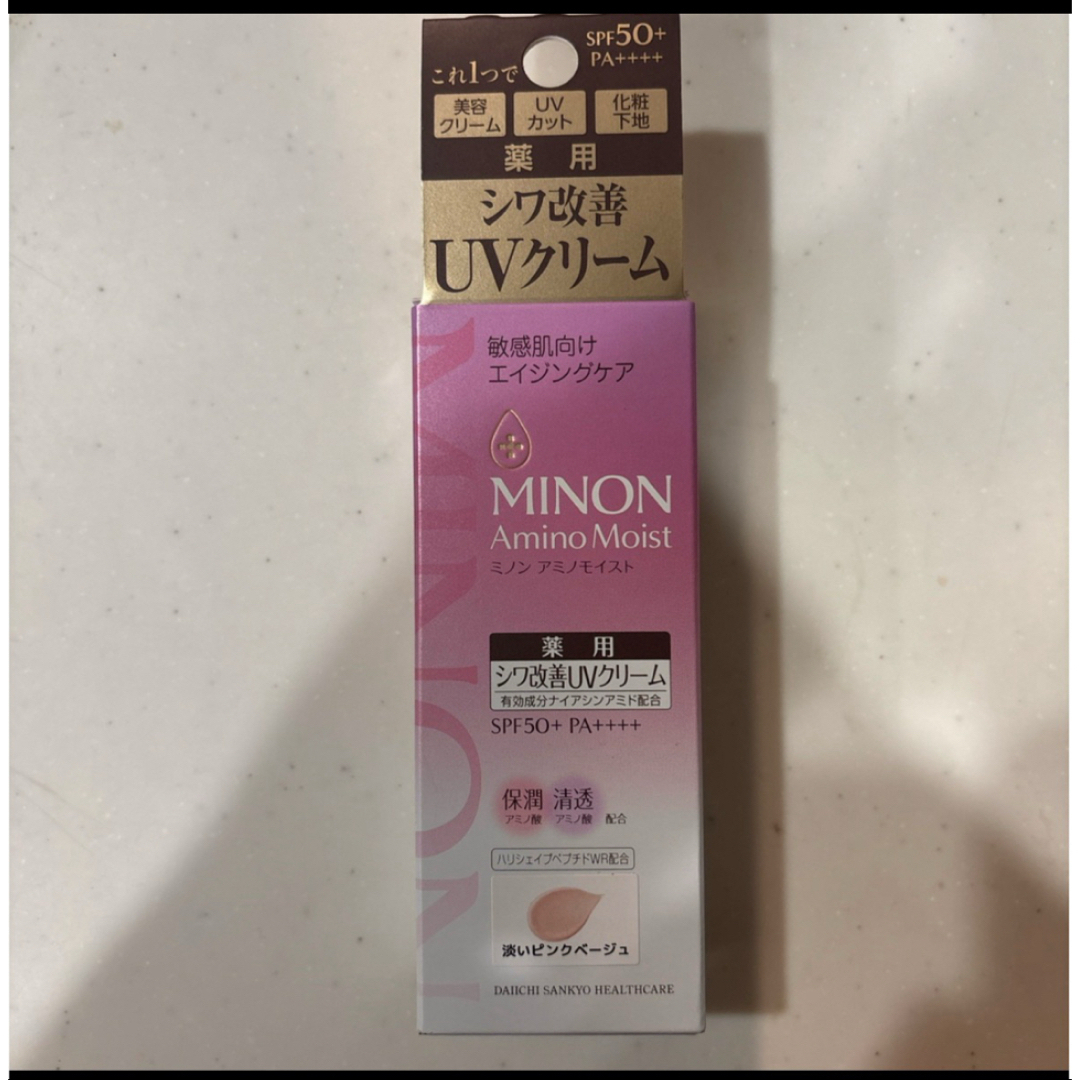 SPF50+
PA++++
これ1つで
美容
クリーム
UV
カット
化粧
下地
薬用
シワ改善
UVクリーム
敏感肌向け
エイジングケア
MINON
MINON
Amino Moist
ミノン アミノモイスト
薬用
シワ改善UVクリーム
有効成分ナイアシンアミド配合
SPF50+ PA++++
保潤 清透
アミノ酸 アミノ酸 配合
ハリシェイプペプチドWR配合
淡いピンクベージュ
DAIICHI SANKYO HEALTHCARE